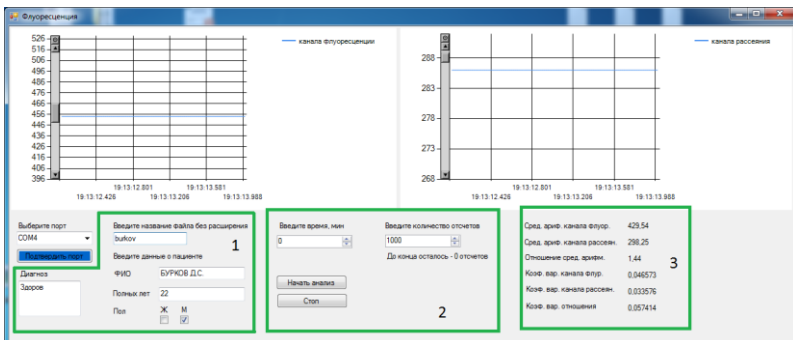 Флуоресценция
526
516
506
496
486
476
466
456
446
436
426
416
406
396
19:13:12.801 19:13:13.581
19:13:12.426 19:13:13.206 19:13:13.988
канала флуоресценции
288
283
278
273
268
19:13:12.801 19:13:13.581
19:13:12.426 19:13:13.206 19:13:13.988
канала рассеяния
Выберите порт
COM4
Подтвердить порт
Диагноз
Здоров
Введите название файла без расширения
burkov
1
Введите данные о пациенте
ФИО БУРКОВ Д.С.
Полных лет 22
Пол Ж М
Введите время, мин
0
Введите количество отсчетов
1000
До конца осталось - 0 отсчетов
Начать анализ
Стоп
2
Сред. ариф. канала флуор. 429,54
Сред. ариф. канала рассеян. 298,25
3
Отношение сред. арифм. 1,44
Коэф. вар. канала флур. 0,046573
Коэф. вар. канала рассеян. 0,033576
Коэф. вар. отношения 0,057414